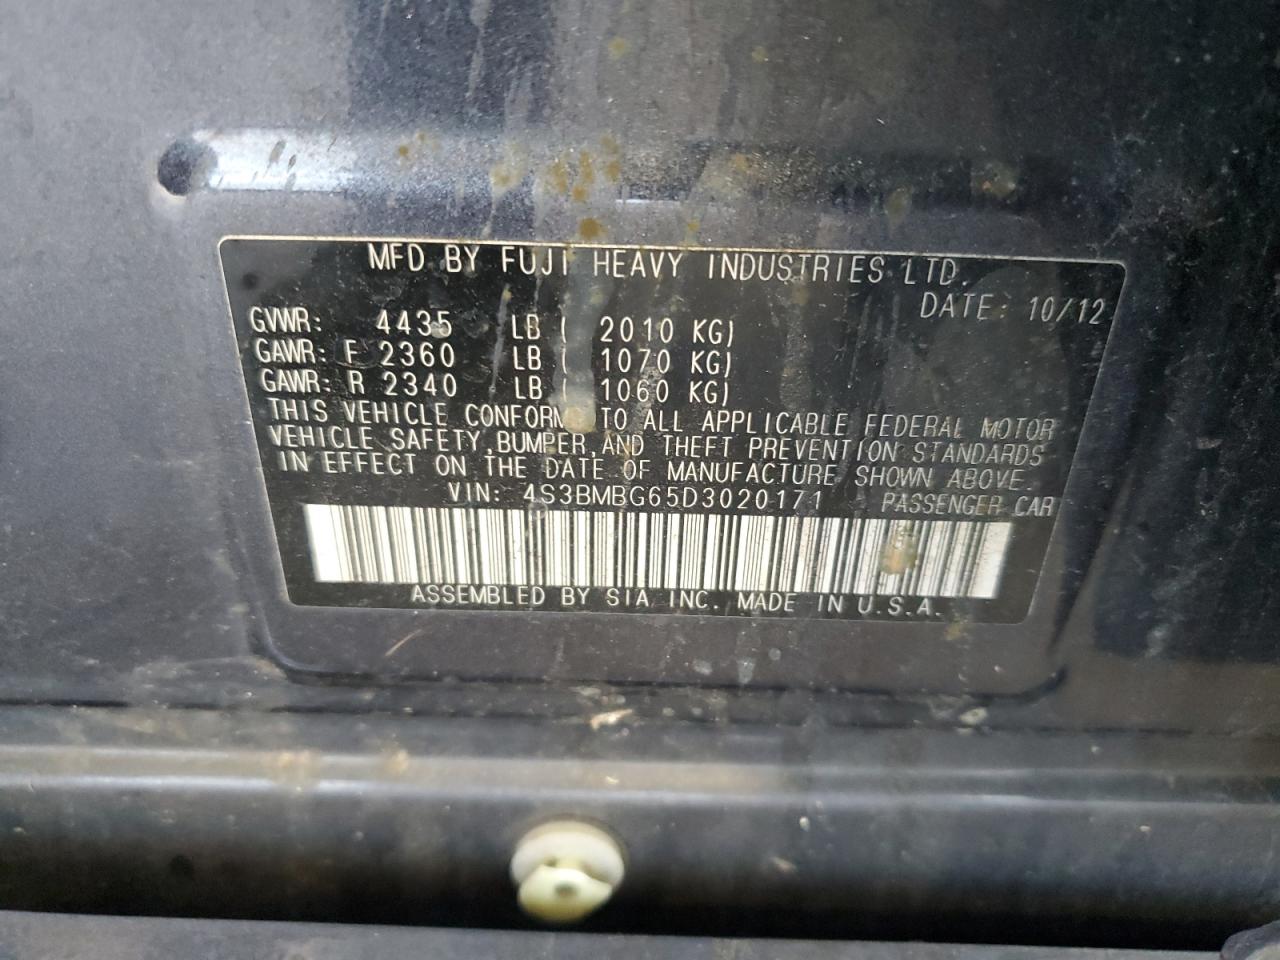 MFD BY FUJI HEAVY INDUSTRIES LTD.
DATE: 10/12
GVWR: 4435 LB ( 2010 KG)
GAWR: F 2360 LB ( 1070 KG)
GAWR: R 2340 LB ( 1060 KG)
THIS VEHICLE CONFORMS TO ALL APPLICABLE FEDERAL MOTOR
VEHICLE SAFETY, BUMPER, AND THEFT PREVENTION STANDARDS
IN EFFECT ON THE DATE OF MANUFACTURE SHOWN ABOVE.
VIN: 4S3BMBG65D3020171 PASSENGER CAR
ASSEMBLED BY SIA INC. MADE IN U.S.A.